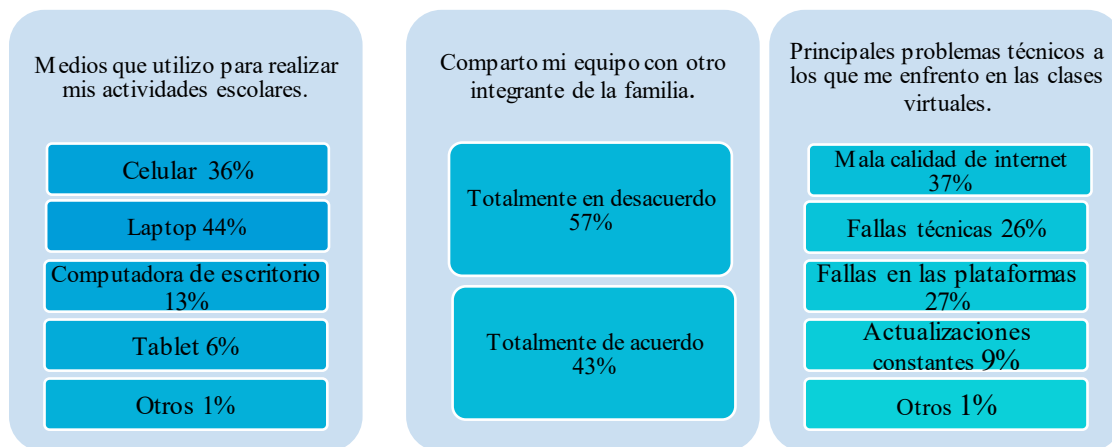 Medios que utilizo para realizar
mis actividades escolares.
Celular 36%
Laptop 44%
Computadora de escritorio
13%
Tablet 6%
Otros 1%
Comparto mi equipo con otro
integrante de la familia.
Totalmente en desacuerdo
57%
Totalmente de acuerdo
43%
Principales problemas técnicos a
los que me enfrento en las clases
virtuales.
Mala calidad de internet
37%
Fallas técnicas 26%
Fallas en las plataformas
27%
Actualizaciones
constantes 9%
Otros 1%